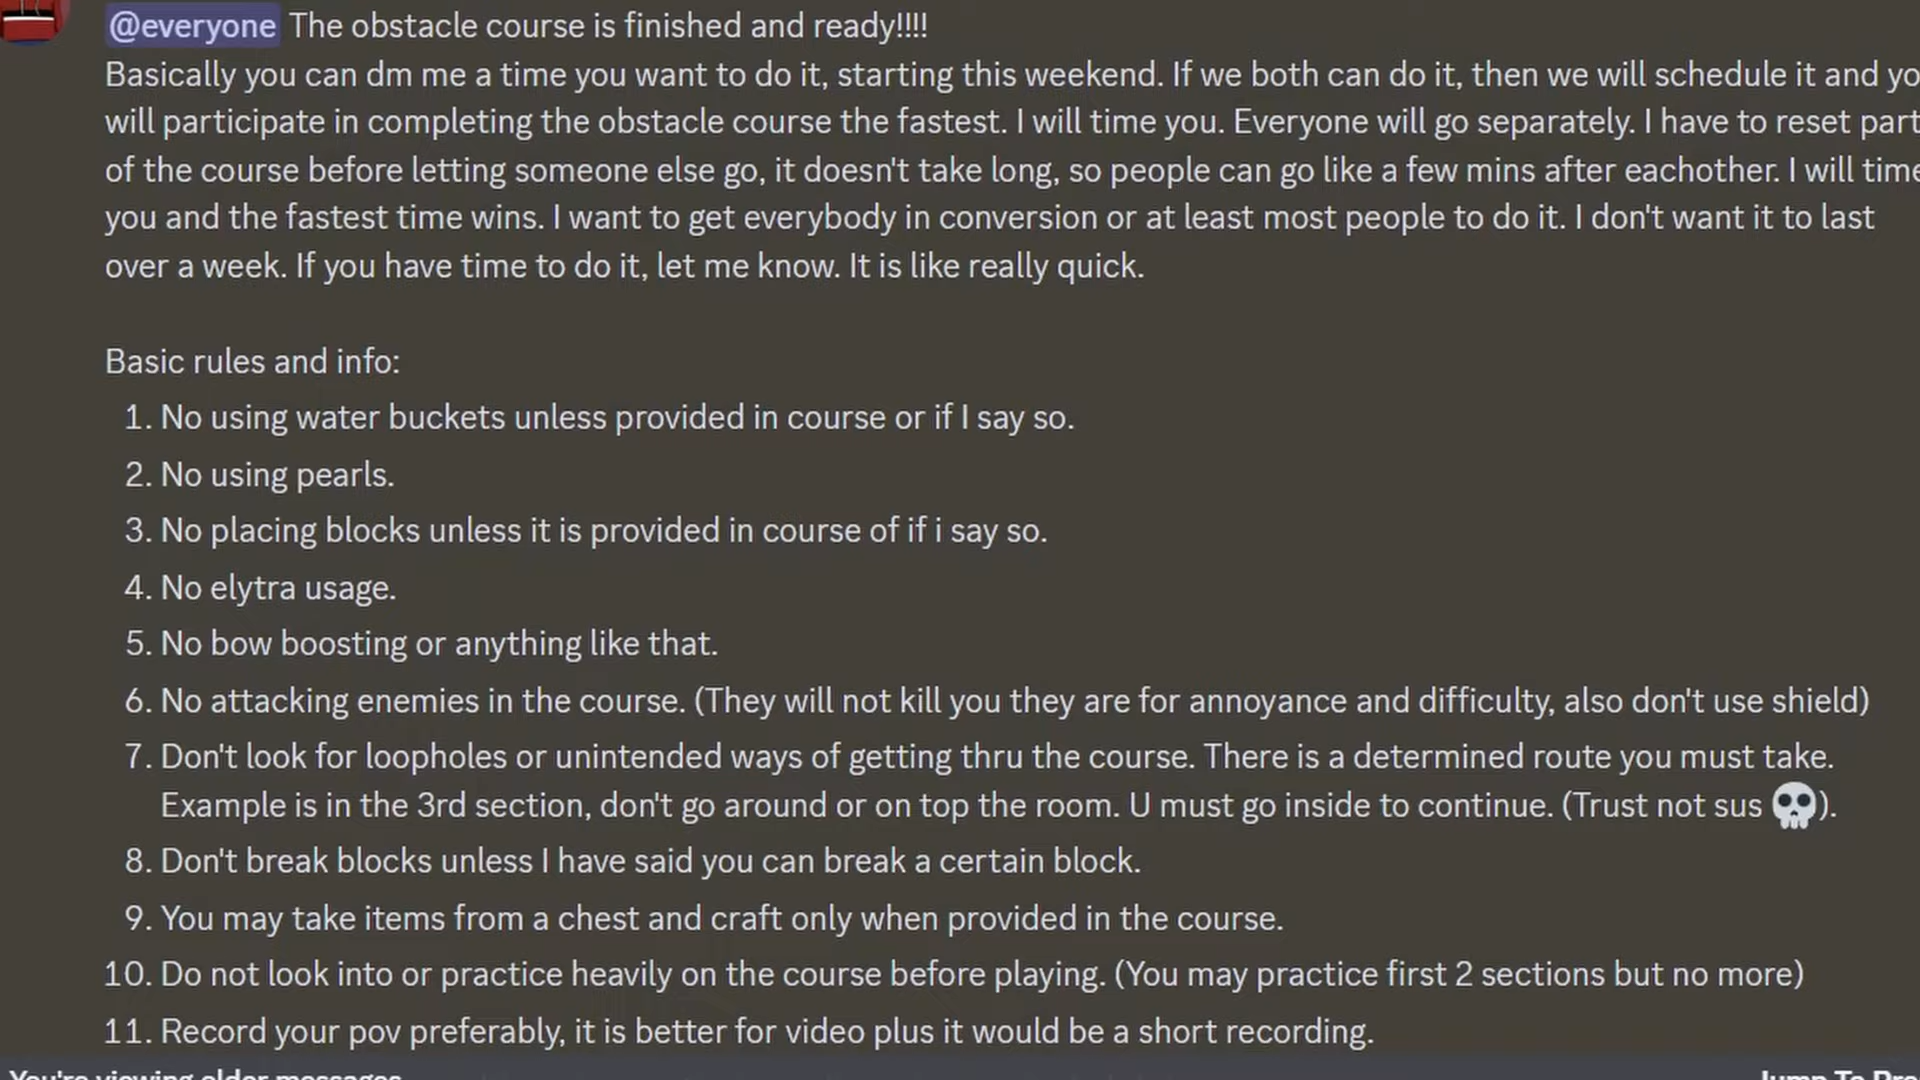 @everyone The obstacle course is finished and ready!!!!
Basically you can dm me a time you want to do it, starting this weekend. If we both can do it, then we will schedule it and yo
will participate in completing the obstacle course the fastest. I will time you. Everyone will go separately. I have to reset part
of the course before letting someone else go, it doesn't take long, so people can go like a few mins after eachother. I will time
you and the fastest time wins. I want to get everybody in conversion or at least most people to do it. I don't want it to last
over a week. If you have time to do it, let me know. It is like really quick.
Basic rules and info:
1. No using water buckets unless provided in course or if I say so.
2. No using pearls.
3. No placing blocks unless it is provided in course of if i say so.
4. No elytra usage.
5. No bow boosting or anything like that.
6. No attacking enemies in the course. (They will not kill you they are for annoyance and difficulty, also don't use shield)
7. Don't look for loopholes or unintended ways of getting thru the course. There is a determined route you must take.
Example is in the 3rd section, don't go around or on top the room. U must go inside to continue. (Trust not sus 💀).
8. Don't break blocks unless I have said you can break a certain block.
9. You may take items from a chest and craft only when provided in the course.
10. Do not look into or practice heavily on the course before playing. (You may practice first 2 sections but no more)
11. Record your pov preferably, it is better for video plus it would be a short recording.
You're viewing older messages
Jump To Pre